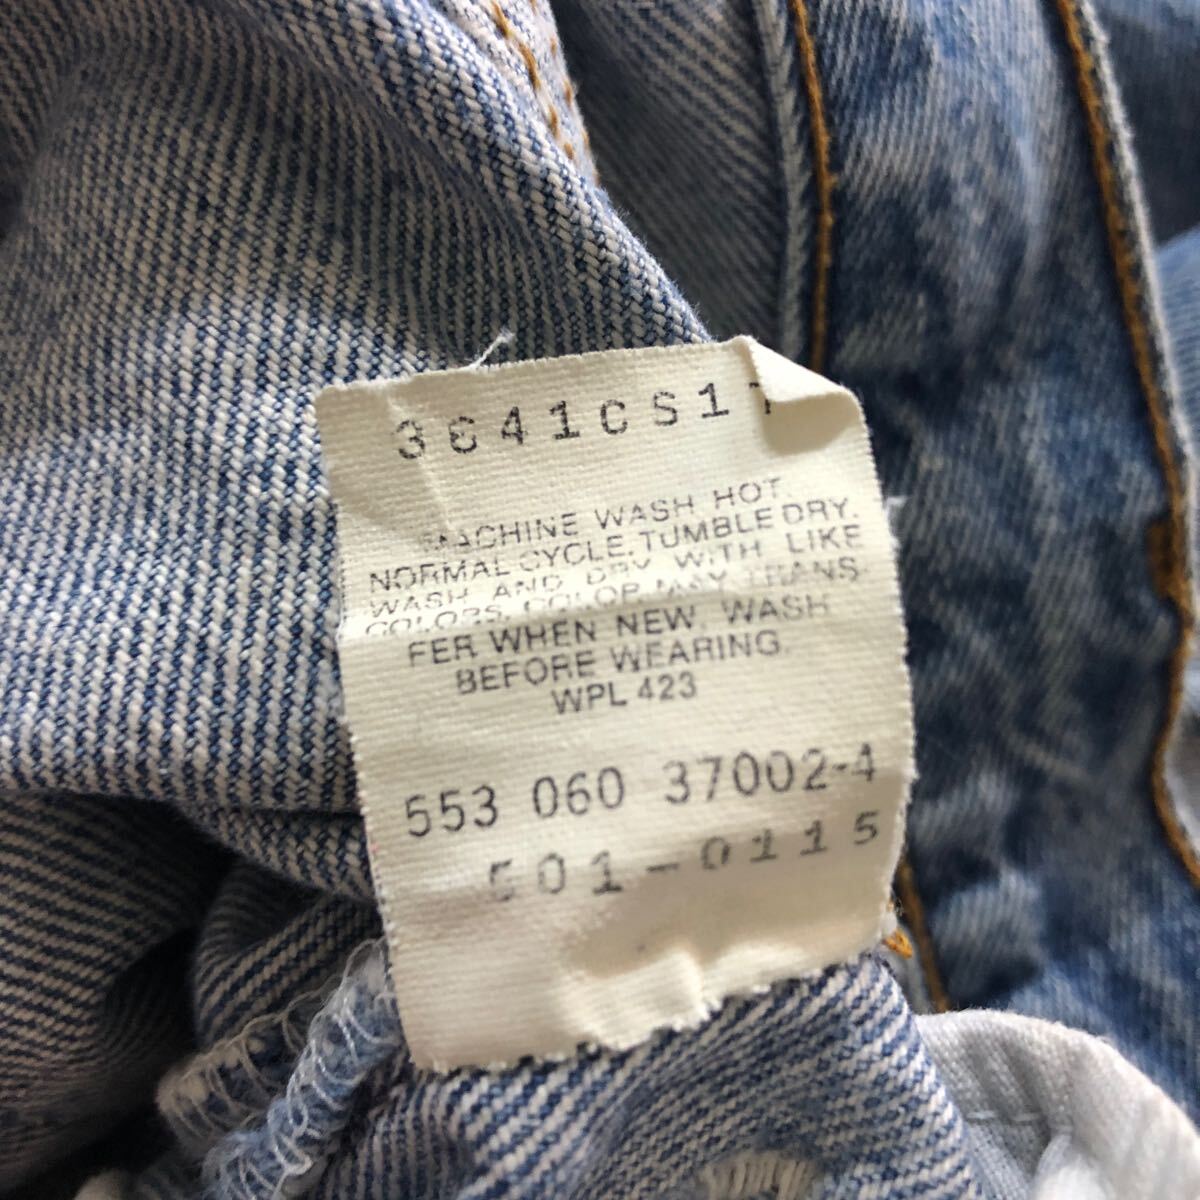 3641CS1
MACHINE WASH HOT.
NORMAL CYCLE. TUMBLE DRY.
WASH AND DRY WITH LIKE
COLORS. COLOR MAY TRANS
FER WHEN NEW. WASH
BEFORE WEARING.
WPL 423
553 060 37002-4
501-0115